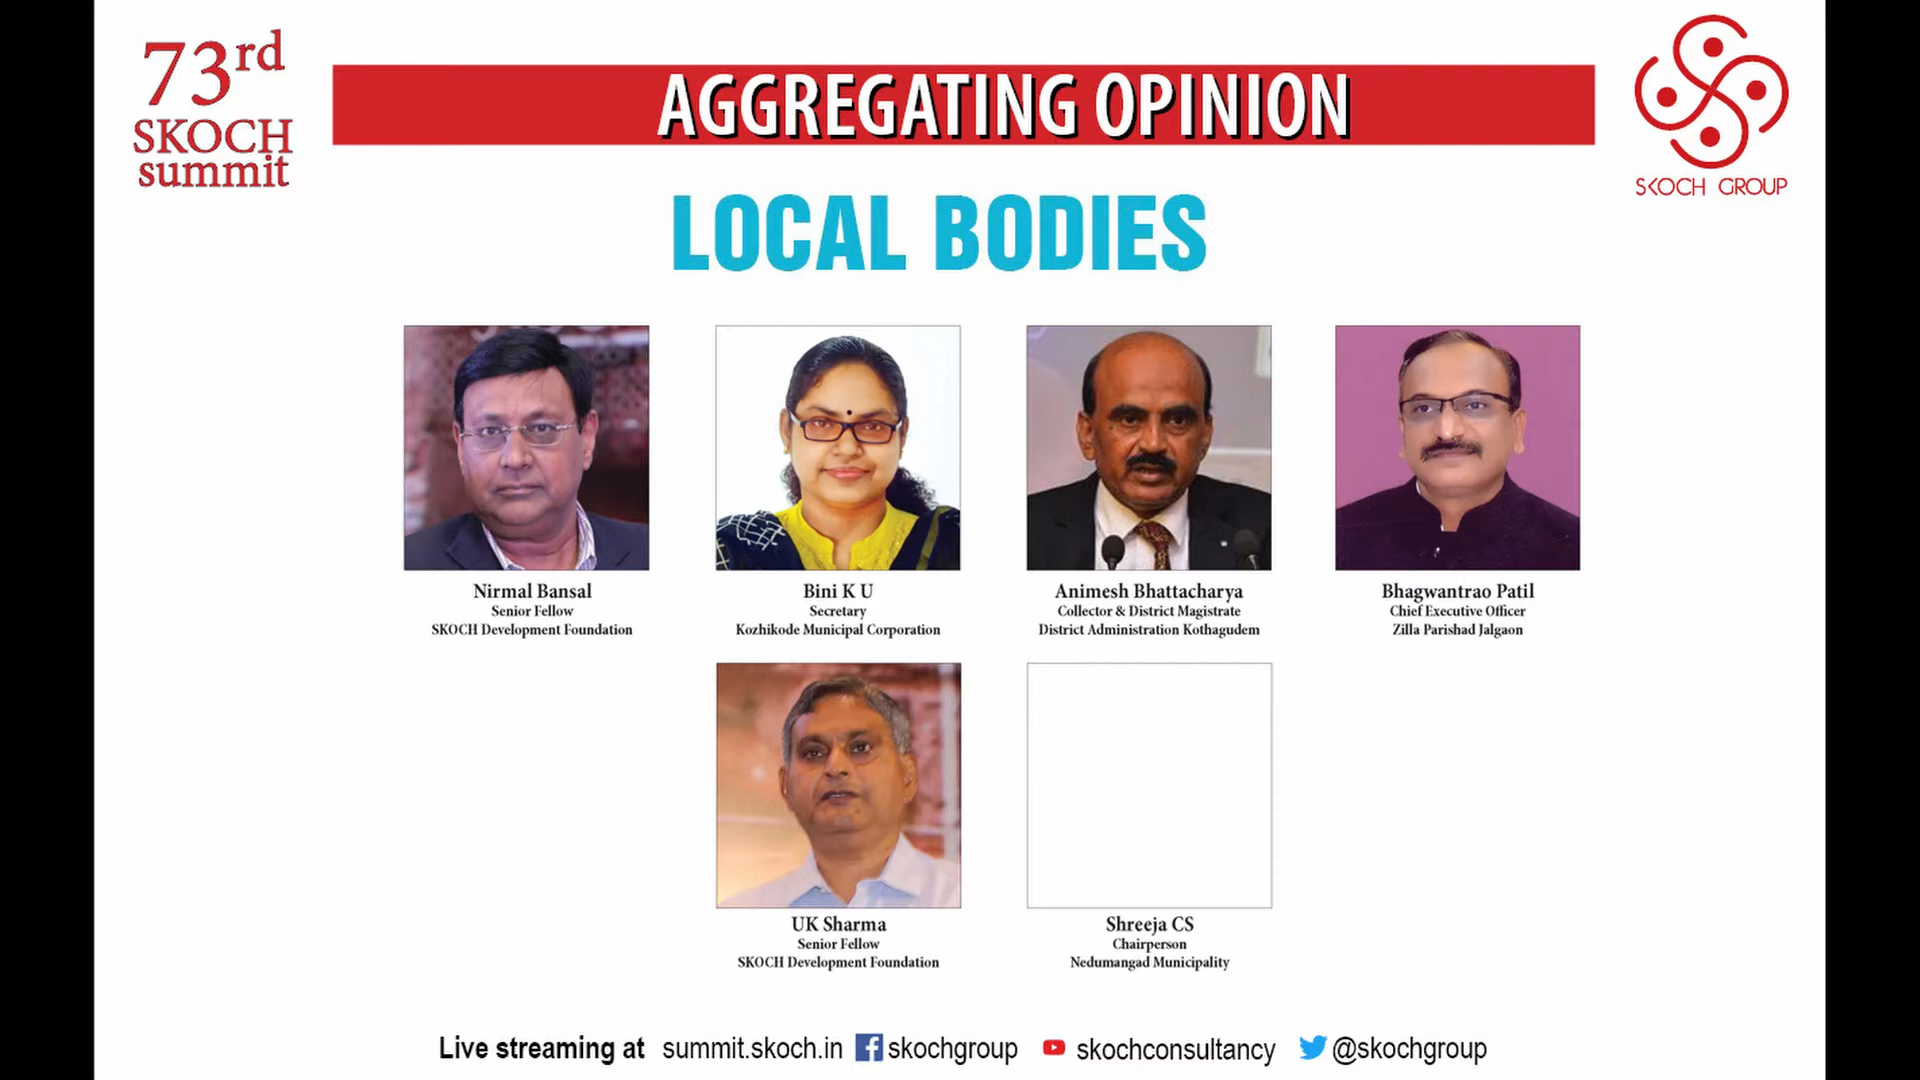 73rd
SKOCH
summit
AGGREGATING OPINION
SKOCH GROUP
LOCAL BODIES
Nirmal Bansal
Senior Fellow
SKOCH Development Foundation
Bini K U
Secretary
Kozhikode Municipal Corporation
Animesh Bhattacharya
Collector & District Magistrate
District Administration Kothagudem
Bhagwantrao Patil
Chief Executive Officer
Zilla Parishad Jalgaon
UK Sharma
Senior Fellow
SKOCH Development Foundation
Shreeja CS
Chairperson
Nedumangad Municipality
Live streaming at summit.skoch.in skochgroup skochconsultancy @skochgroup